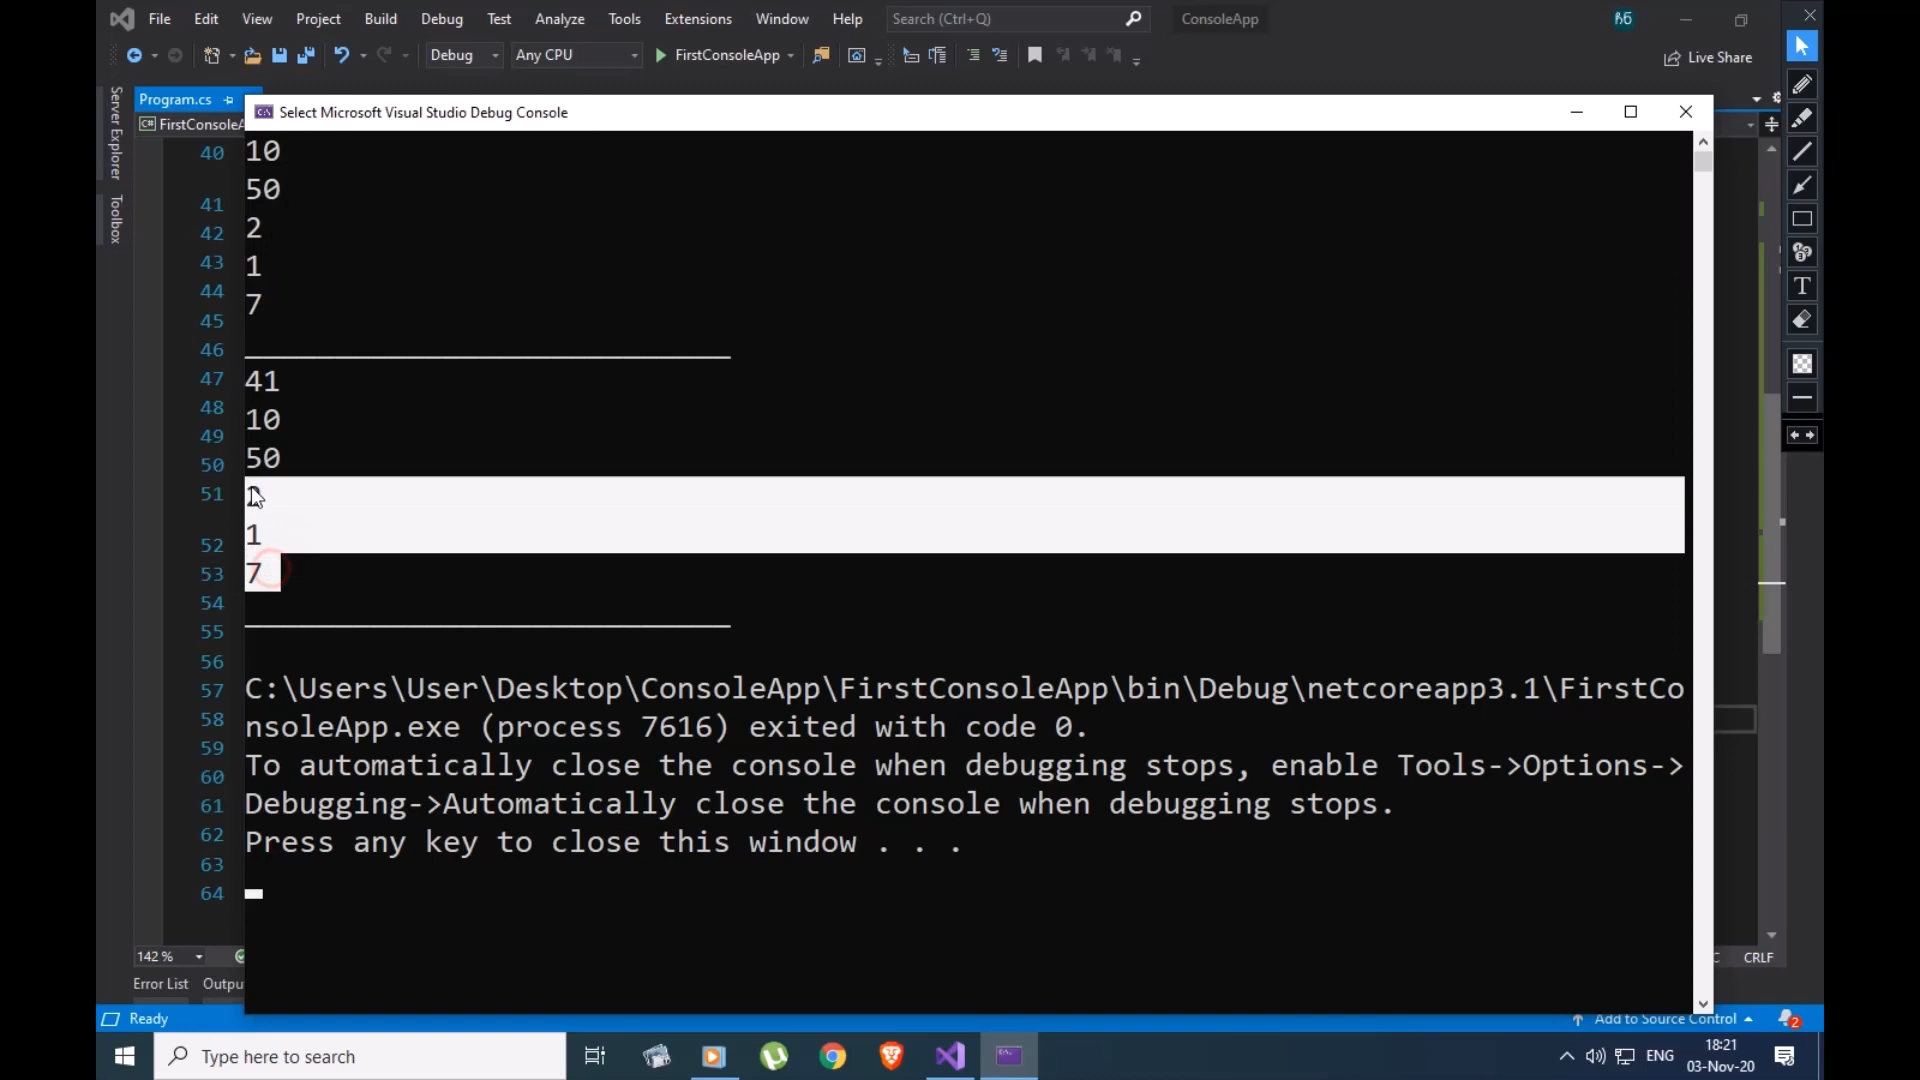 File Edit View Project Build Debug Test Analyze Tools Extensions Window Help Search (Ctrl+Q) ConsoleApp
Debug Any CPU FirstConsoleApp Live Share
Server Explorer
Toolbox
Program.cs
FirstConsoleA
Select Microsoft Visual Studio Debug Console
40
41
42
43
44
45
46
47
48
49
50
51
52
53
54
55
56
57
58
59
60
61
62
63
64
10
50
2
1
7
___________________________
41
10
50
1
7
___________________________
C:\Users\User\Desktop\ConsoleApp\FirstConsoleApp\bin\Debug\netcoreapp3.1\FirstCo
nsoleApp.exe (process 7616) exited with code 0.
To automatically close the console when debugging stops, enable Tools->Options->
Debugging->Automatically close the console when debugging stops.
Press any key to close this window . . .
142 % CRLF
Error List Outpu
Ready Add to Source Control 2
Type here to search ENG 18:21
03-Nov-20